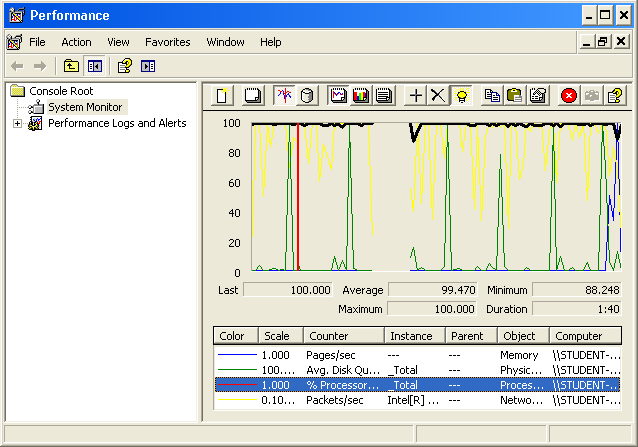 Performance
File Action View Favorites Window Help
Console Root
System Monitor
Performance Logs and Alerts
100
80
60
40
20
0
Last 100.000 Average 99.470 Minimum 88.248
Maximum 100.000 Duration 1:40
Color Scale Counter Instance Parent Object Computer
1.000 Pages/sec --- --- Memory \\STUDENT-...
100.... Avg. Disk Qu... _Total --- Physic... \\STUDENT-...
1.000 % Processor... _Total --- Proces... \\STUDENT-...
0.10... Packets/sec Intel[R] ... --- Netwo... \\STUDENT-...